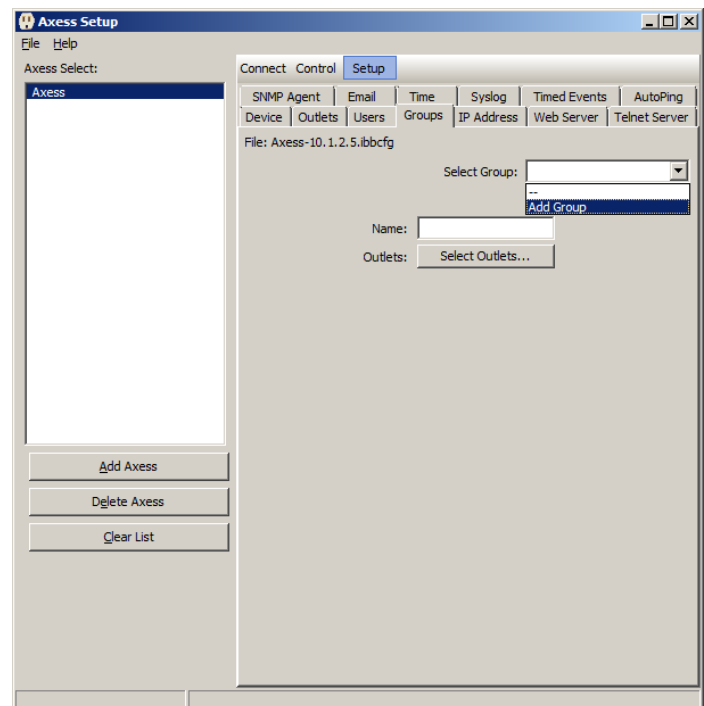 Axess Setup
File Help
Axess Select:
Axess
Add Axess
Delete Axess
Clear List
Connect Control Setup
SNMP Agent Email Time Syslog Timed Events AutoPing
Device Outlets Users Groups IP Address Web Server Telnet Server
File: Axess-10.1.2.5.ibbcfg
Select Group:
--
Add Group
Name:
Outlets: Select Outlets...